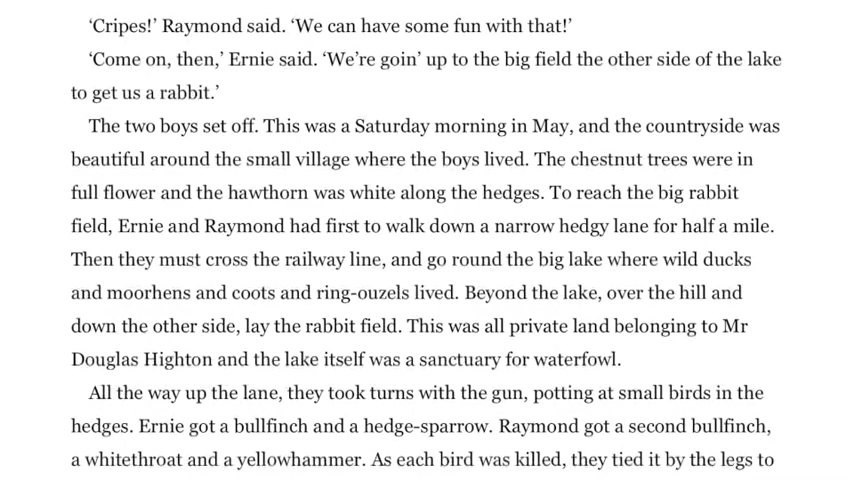 ‘Cripes!’ Raymond said. ‘We can have some fun with that!’
‘Come on, then,’ Ernie said. ‘We’re goin’ up to the big field the other side of the lake
to get us a rabbit.’
The two boys set off. This was a Saturday morning in May, and the countryside was
beautiful around the small village where the boys lived. The chestnut trees were in
full flower and the hawthorn was white along the hedges. To reach the big rabbit
field, Ernie and Raymond had first to walk down a narrow hedgy lane for half a mile.
Then they must cross the railway line, and go round the big lake where wild ducks
and moorhens and coots and ring-ouzels lived. Beyond the lake, over the hill and
down the other side, lay the rabbit field. This was all private land belonging to Mr
Douglas Highton and the lake itself was a sanctuary for waterfowl.
All the way up the lane, they took turns with the gun, potting at small birds in the
hedges. Ernie got a bullfinch and a hedge-sparrow. Raymond got a second bullfinch,
a whitethroat and a yellowhammer. As each bird was killed, they tied it by the legs to